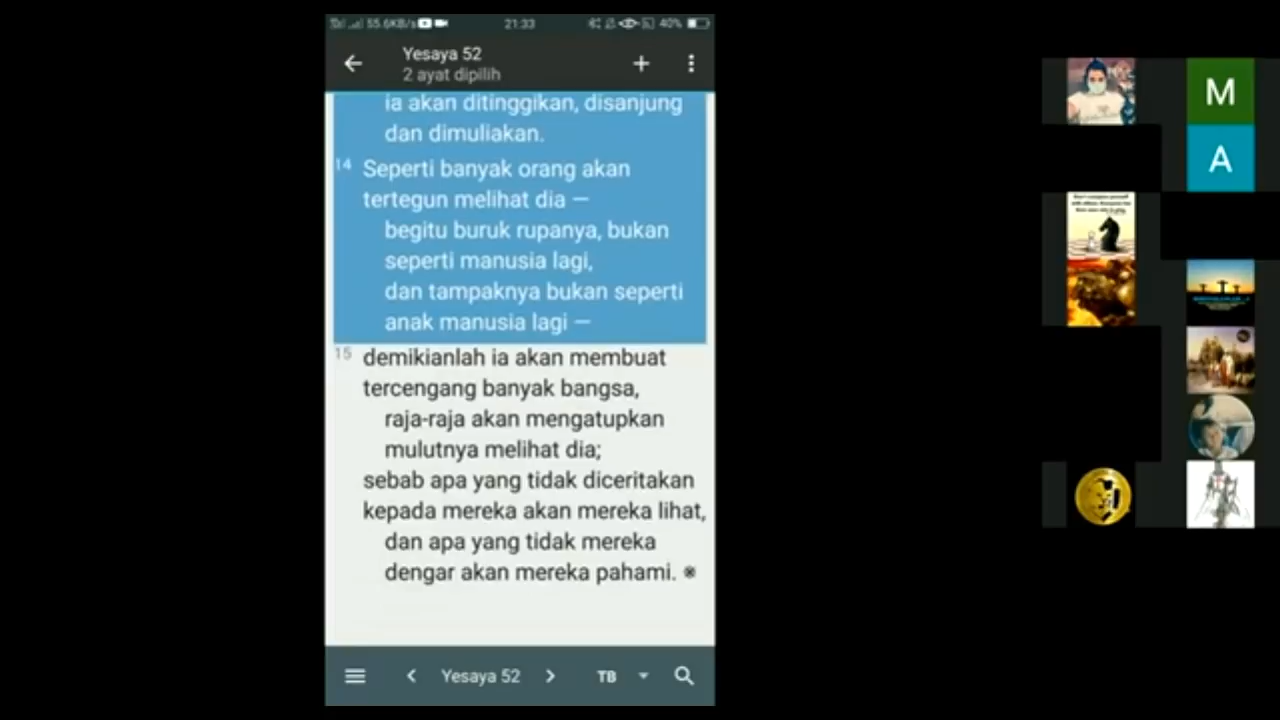 55.6KB/s
21:33
40%
Yesaya 52
2 ayat dipilih
ia akan ditinggikan, disanjung
dan dimuliakan.
14 Seperti banyak orang akan
tertegun melihat dia —
begitu buruk rupanya, bukan
seperti manusia lagi,
dan tampaknya bukan seperti
anak manusia lagi —
15 demikianlah ia akan membuat
tercengang banyak bangsa,
raja-raja akan mengatupkan
mulutnya melihat dia;
sebab apa yang tidak diceritakan
kepada mereka akan mereka lihat,
dan apa yang tidak mereka
dengar akan mereka pahami. ※
Yesaya 52
TB
M
A